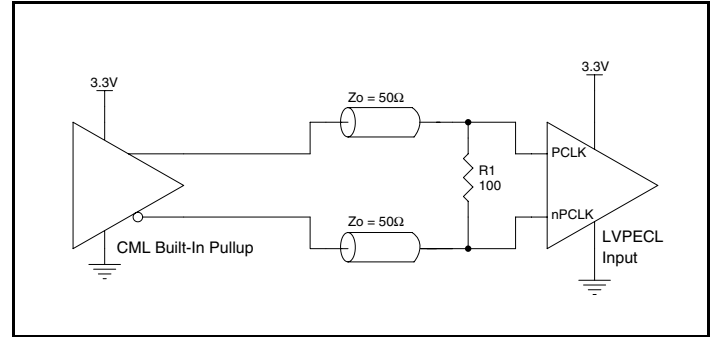 3.3V
3.3V
Zo = 50Ω
PCLK
R1
100
nPCLK
Zo = 50Ω
LVPECL
Input
CML Built-In Pullup